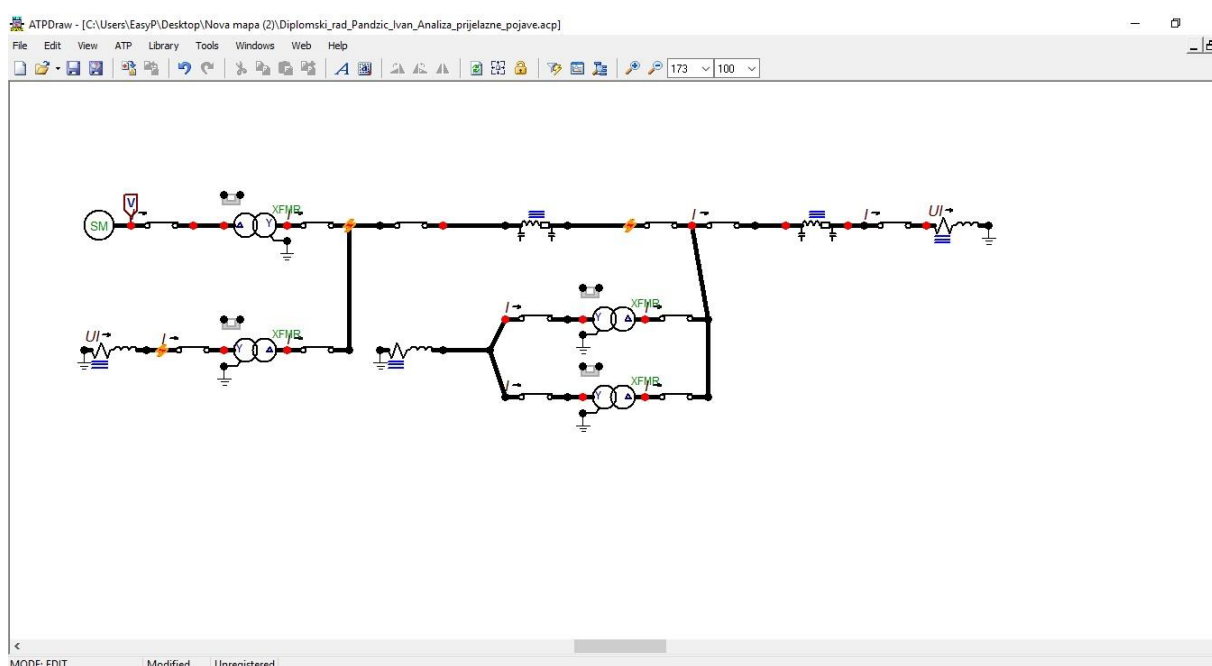 ATPDraw - [C:\Users\EasyP\Desktop\Nova mapa (2)\Diplomski_rad_Pandzic_Ivan_Analiza_prijelazne_pojave.acp]
File Edit View ATP Library Tools Windows Web Help
A a 173 100
V
SM I Δ Y XFMR I I I UI
UI I Y Δ XFMR I
I Y Δ XFMR I
I Y Δ XFMR I
MODE: EDIT Modified Unregistered